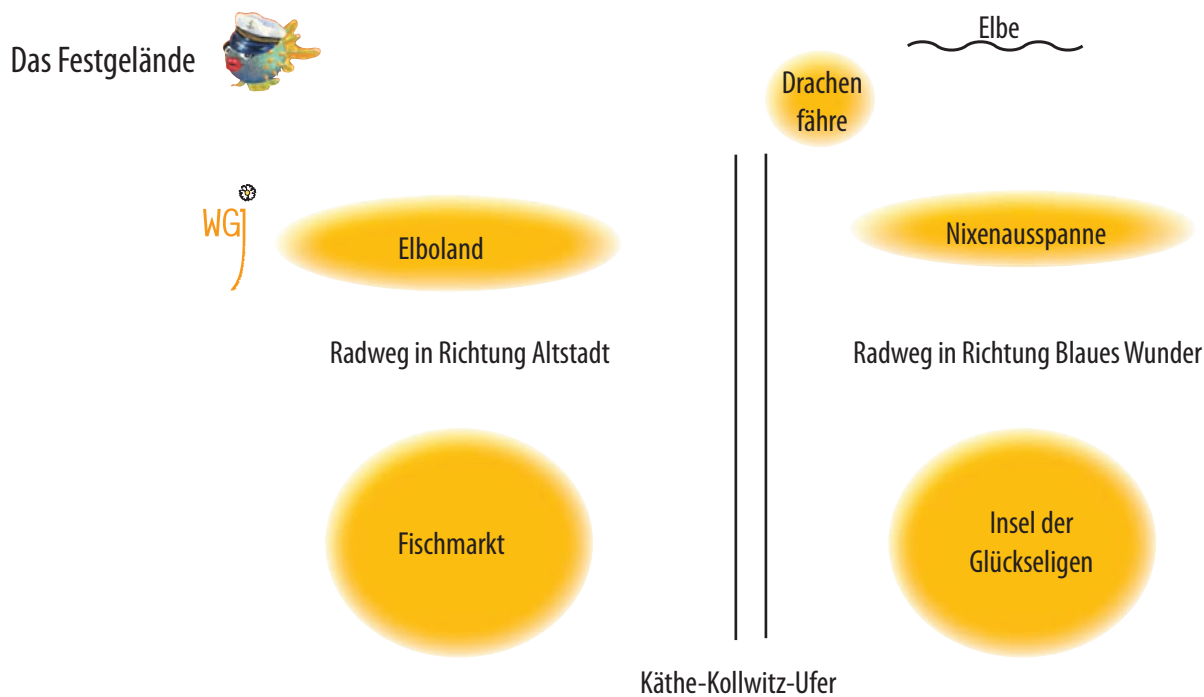 Das Festgelände
Elbe
Drachen
fähre
WGJ
Elboland
Nixenausspanne
Radweg in Richtung Altstadt
Radweg in Richtung Blaues Wunder
Fischmarkt
Insel der
Glückseligen
Käthe-Kollwitz-Ufer